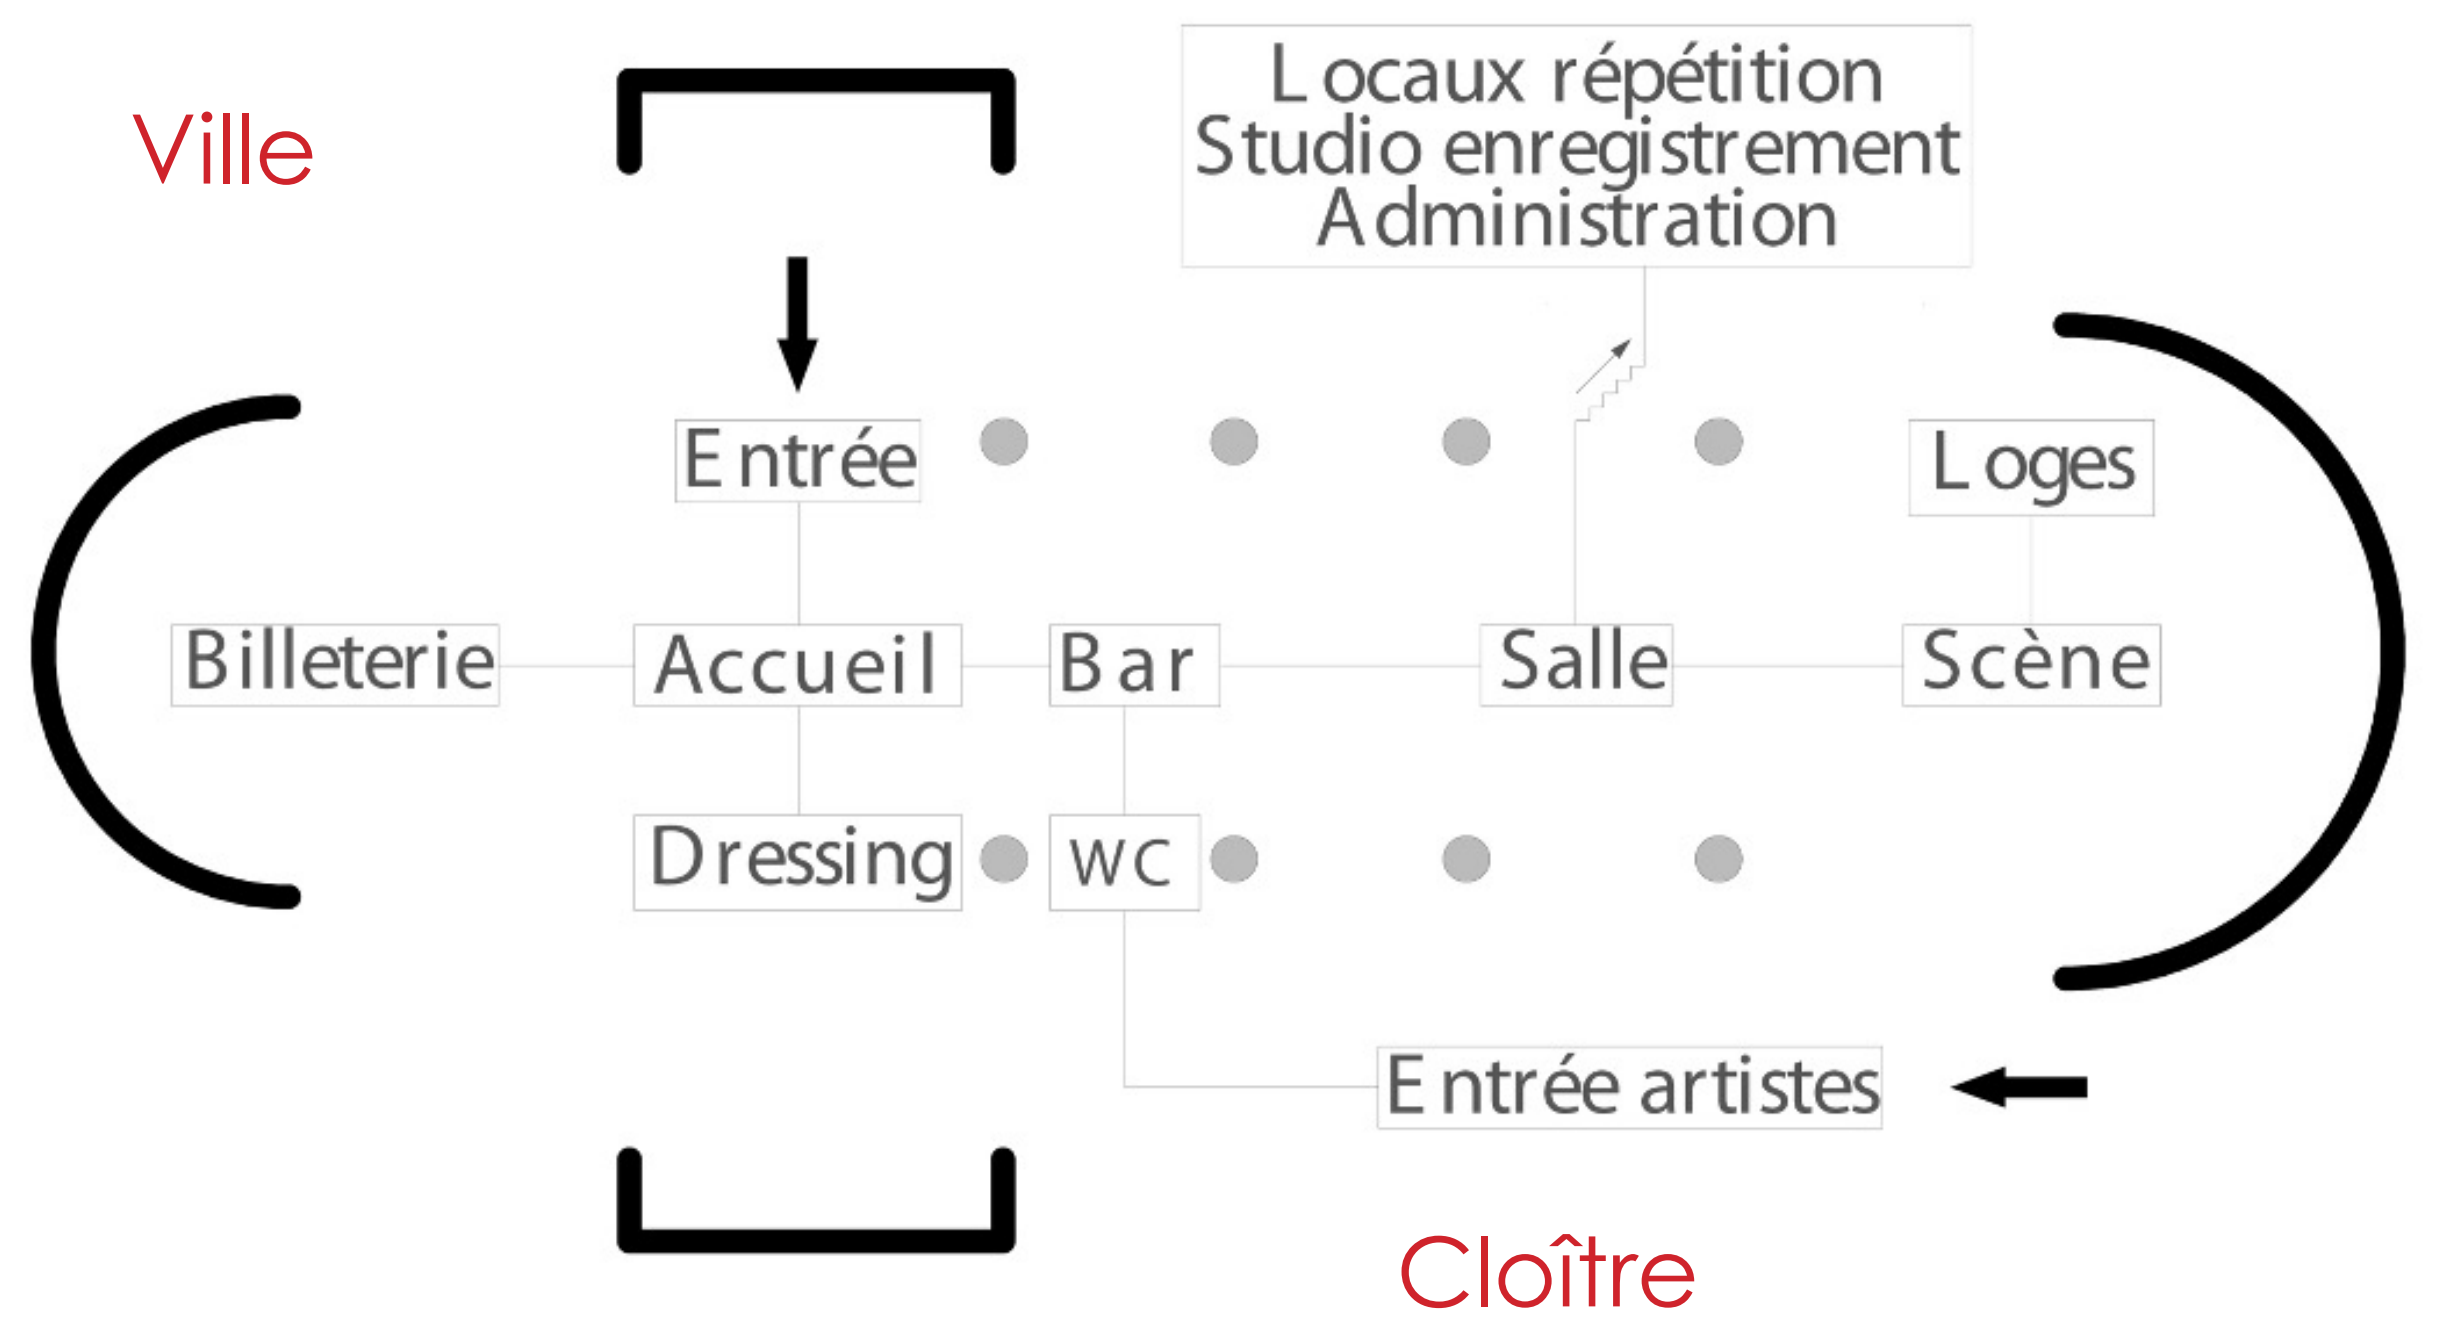 Ville
Locaux répétition
Studio enregistrement
Administration
Entrée
Loges
Billeterie
Accueil
Bar
Salle
Scène
Dressing
WC
Entrée artistes
Cloître